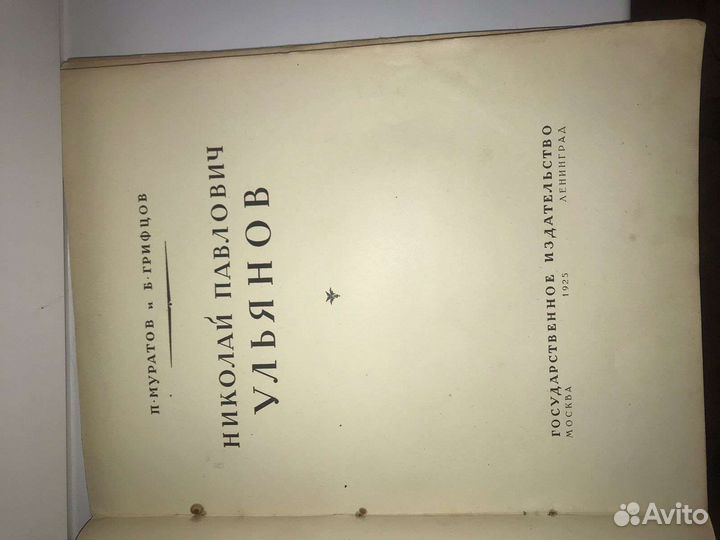 П·МУРАТОВ и Б·ГРИФЦОВ
НИКОЛАЙ ПАВЛОВИЧ
УЛЬЯНОВ
ГОСУДАРСТВЕННОЕ ИЗДАТЕЛЬСТВО
МОСКВА 1925 ЛЕНИНГРАД
Avito